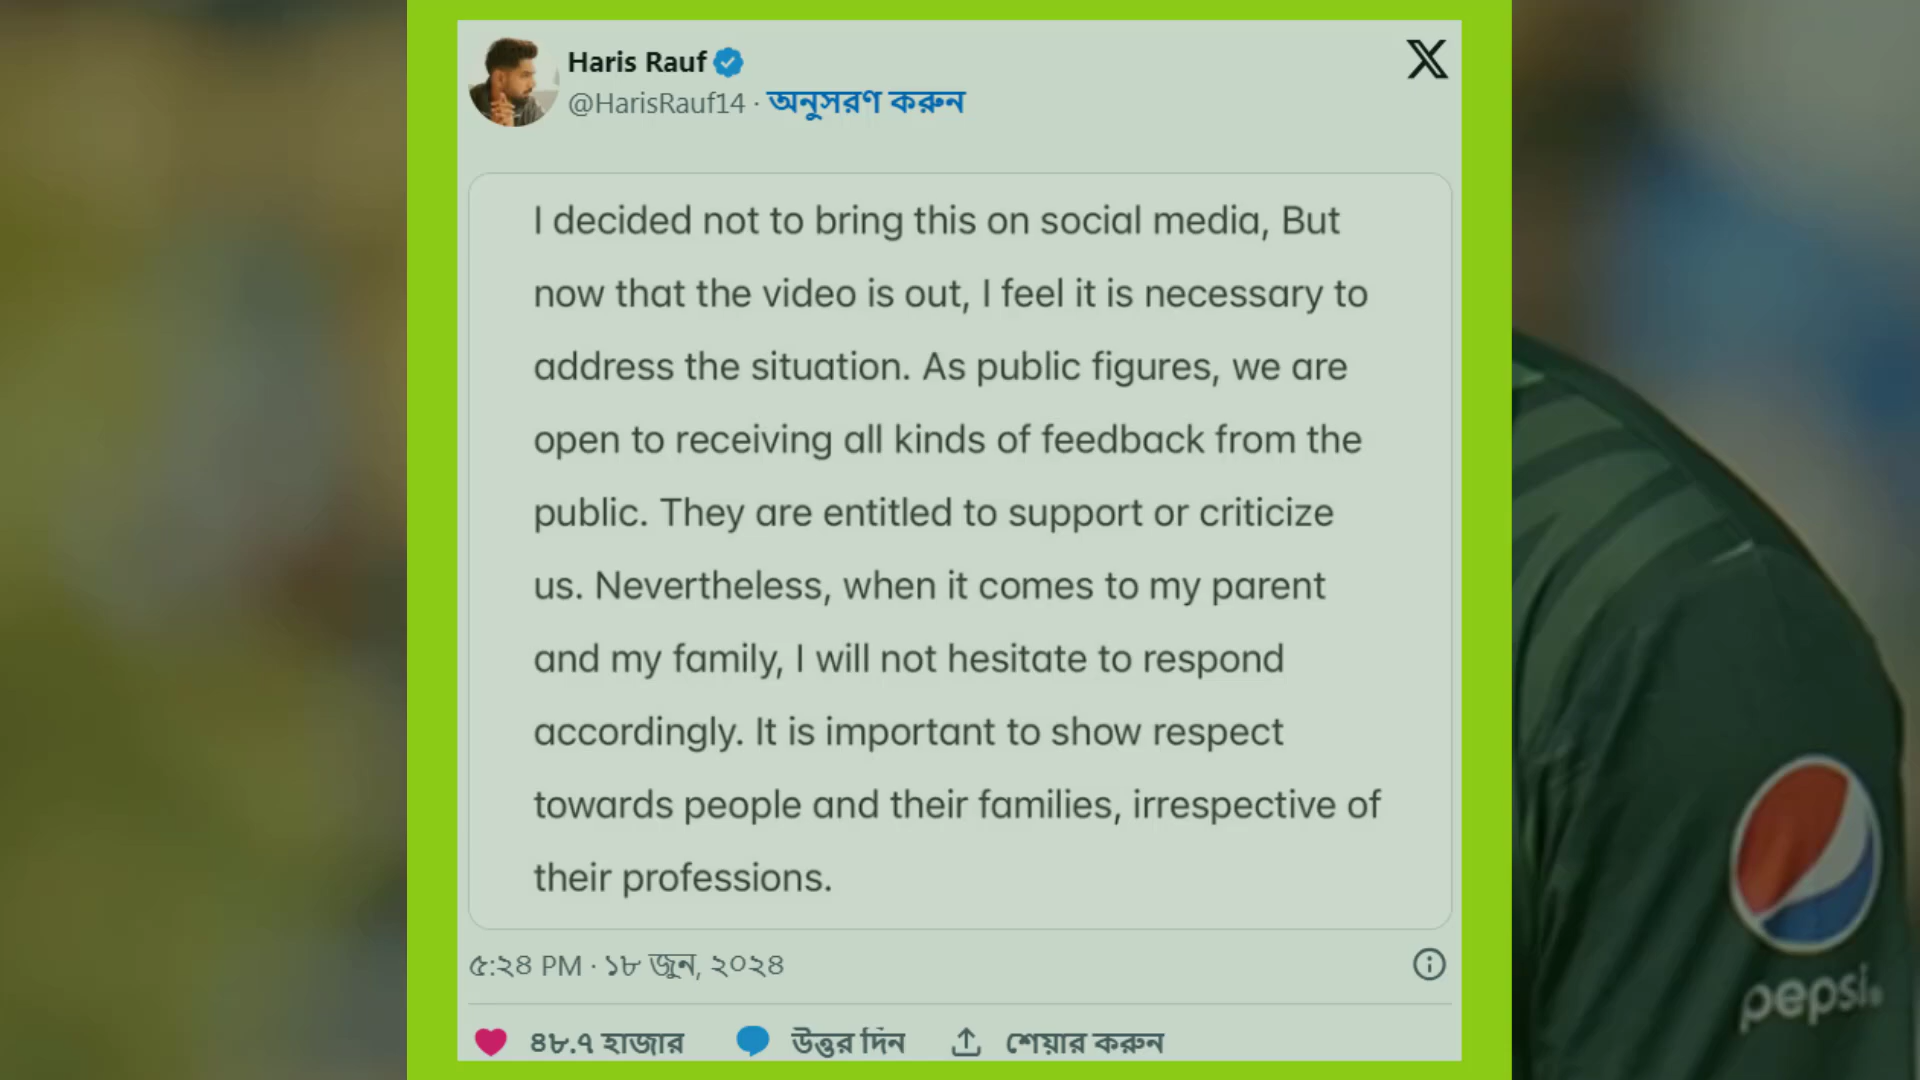 Haris Rauf
@HarisRauf14 · অনুসরণ করুন
I decided not to bring this on social media, But
now that the video is out, I feel it is necessary to
address the situation. As public figures, we are
open to receiving all kinds of feedback from the
public. They are entitled to support or criticize
us. Nevertheless, when it comes to my parent
and my family, I will not hesitate to respond
accordingly. It is important to show respect
towards people and their families, irrespective of
their professions.
৫:২৪ PM · ১৮ জুন, ২০২৪
৪৮.৭ হাজার উত্তর দিন শেয়ার করুন
pepsi